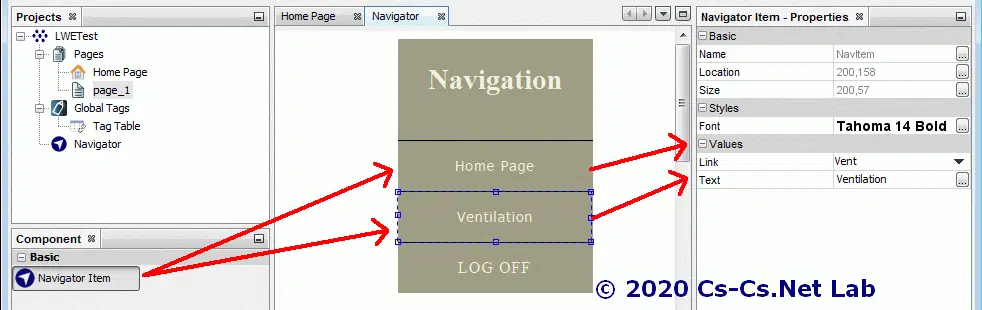 Projects
LWETest
Pages
Home Page
page_1
Global Tags
Tag Table
Navigator
Component
Basic
Navigator Item
Home Page
Navigator
Navigation
Home Page
Ventilation
LOG OFF
Navigator Item - Properties
Basic
Name NavItem ...
Location 200,158 ...
Size 200,57 ...
Styles
Font Tahoma 14 Bold ...
Values
Link Vent
Text Ventilation ...
© 2020 Cs-Cs.Net Lab